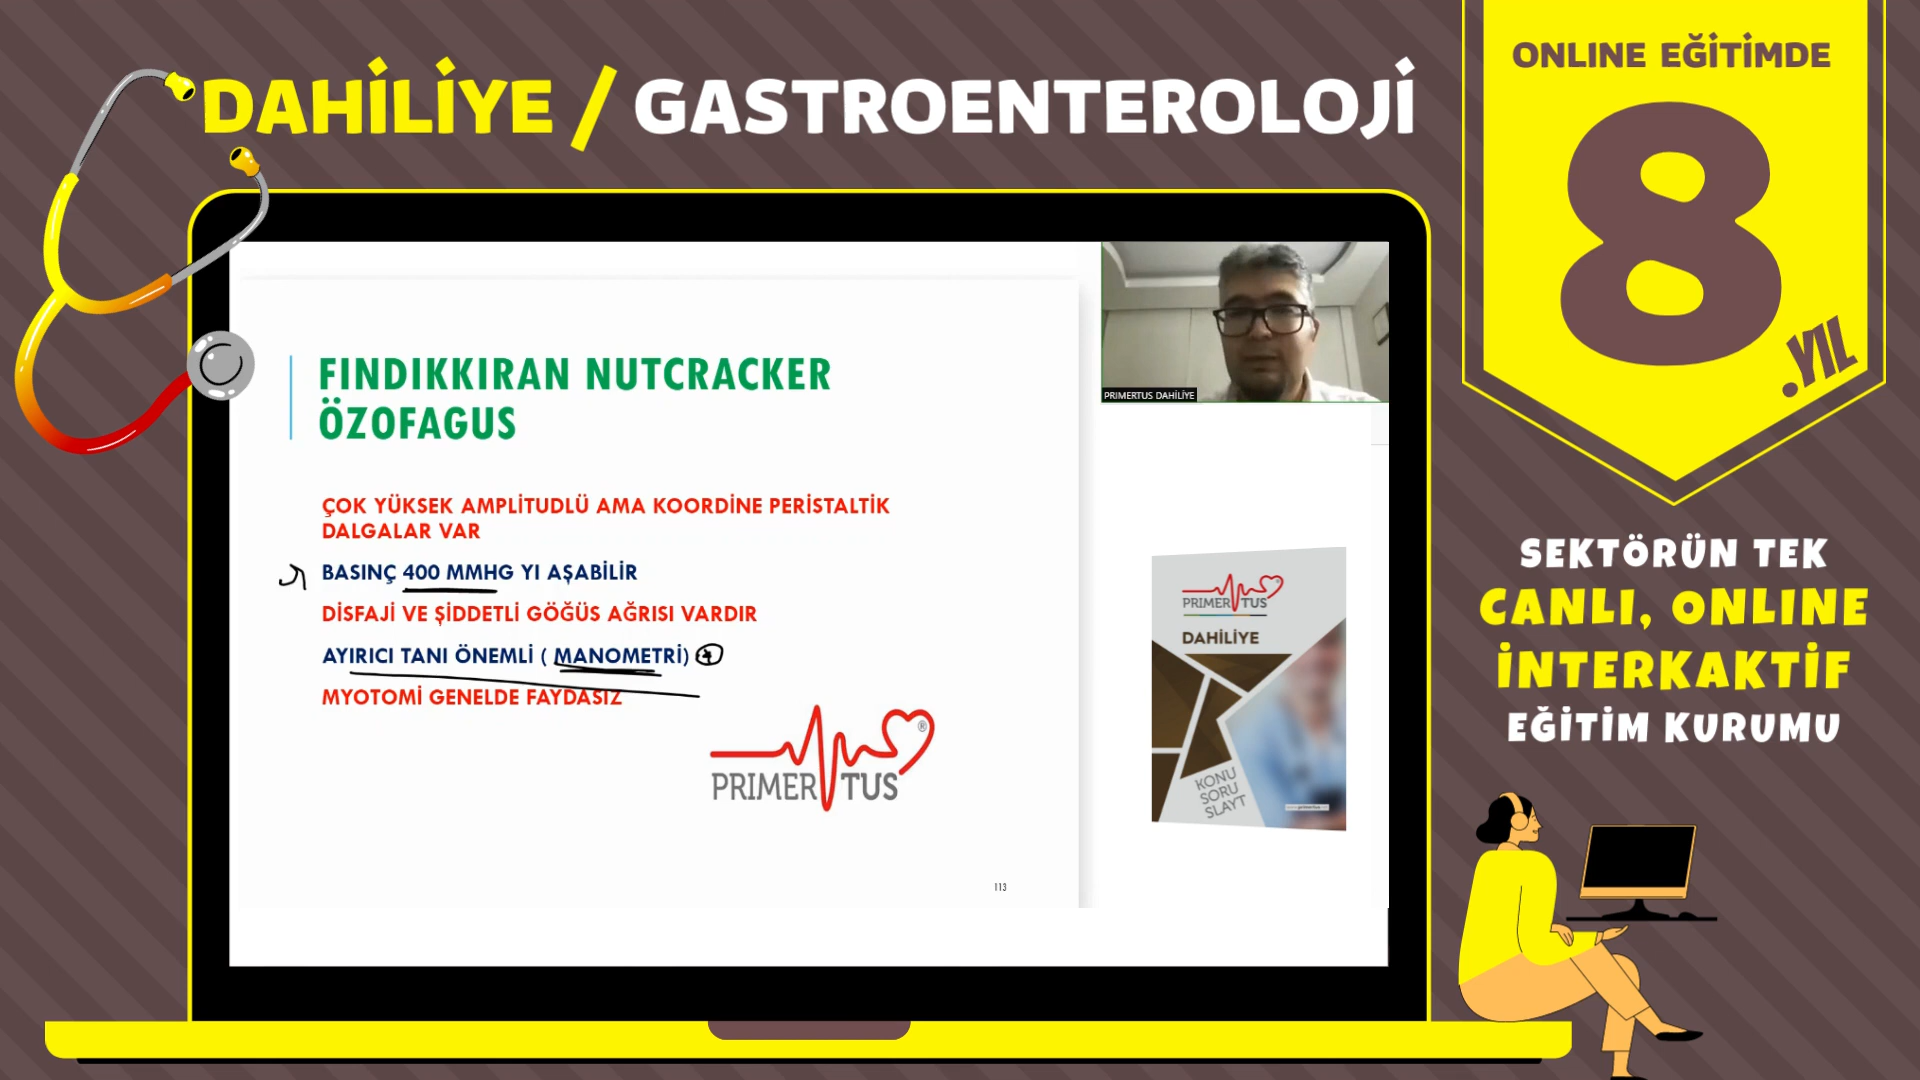 DAHİLİYE / GASTROENTEROLOJİ
ONLINE EĞİTİMDE
8
.YIL
FINDIKKIRAN NUTCRACKER
ÖZOFAGUS
ÇOK YÜKSEK AMPLİTUDLÜ AMA KOORDİNE PERİSTALTİK
DALGALAR VAR
BASINÇ 400 MMHG YI AŞABİLİR
DİSFAJİ VE ŞİDDETLİ GÖĞÜS AĞRISI VARDIR
AYIRICI TANI ÖNEMLİ ( MANOMETRİ)
MYOTOMİ GENELDE FAYDASIZ
PRIMER TUS
®
113
PRIMERTUS DAHİLİYE
PRIMER TUS
DAHİLİYE
KONU
SORU
SLAYT
SEKTÖRÜN TEK
CANLI, ONLINE
İNTERKAKTİF
EĞİTİM KURUMU